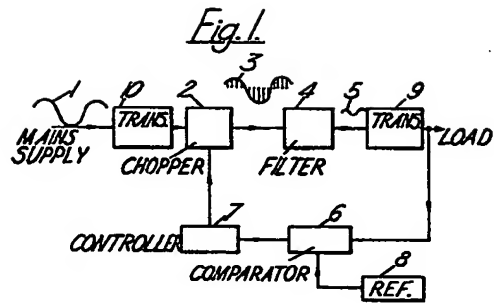 Fig. 1.
3
1 10 2 4 5 9
TRANS. TRANS.
MAINS
SUPPLY
LOAD
CHOPPER FILTER
7 6
CONTROLLER
COMPARATOR
8
REF.